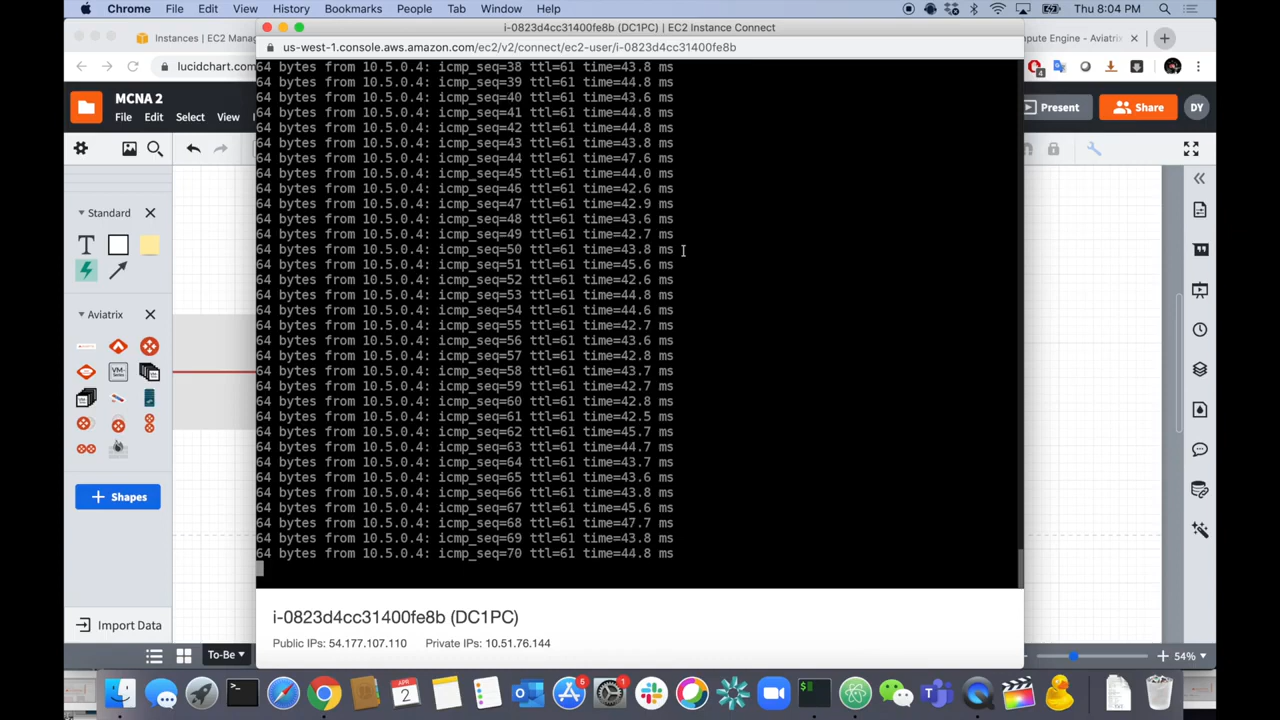 Chrome File Edit View History Bookmarks People Tab Window Help Thu 8:04 PM
i-0823d4cc31400fe8b (DC1PC) | EC2 Instance Connect
Instances | EC2 Manag
pute Engine - Aviatrix
us-west-1.console.aws.amazon.com/ec2/v2/connect/ec2-user/i-0823d4cc31400fe8b
lucidchart.com
4
MCNA 2
File Edit Select View
Present
Share
DY
Standard
T
Aviatrix
VM-Series
Shapes
Import Data
64 bytes from 10.5.0.4: icmp_seq=38 ttl=61 time=43.8 ms
64 bytes from 10.5.0.4: icmp_seq=39 ttl=61 time=44.8 ms
64 bytes from 10.5.0.4: icmp_seq=40 ttl=61 time=43.6 ms
64 bytes from 10.5.0.4: icmp_seq=41 ttl=61 time=44.8 ms
64 bytes from 10.5.0.4: icmp_seq=42 ttl=61 time=44.8 ms
64 bytes from 10.5.0.4: icmp_seq=43 ttl=61 time=43.8 ms
64 bytes from 10.5.0.4: icmp_seq=44 ttl=61 time=47.6 ms
64 bytes from 10.5.0.4: icmp_seq=45 ttl=61 time=44.0 ms
64 bytes from 10.5.0.4: icmp_seq=46 ttl=61 time=42.6 ms
64 bytes from 10.5.0.4: icmp_seq=47 ttl=61 time=42.9 ms
64 bytes from 10.5.0.4: icmp_seq=48 ttl=61 time=43.6 ms
64 bytes from 10.5.0.4: icmp_seq=49 ttl=61 time=42.7 ms
64 bytes from 10.5.0.4: icmp_seq=50 ttl=61 time=43.8 ms
64 bytes from 10.5.0.4: icmp_seq=51 ttl=61 time=45.6 ms
64 bytes from 10.5.0.4: icmp_seq=52 ttl=61 time=42.6 ms
64 bytes from 10.5.0.4: icmp_seq=53 ttl=61 time=44.8 ms
64 bytes from 10.5.0.4: icmp_seq=54 ttl=61 time=44.6 ms
64 bytes from 10.5.0.4: icmp_seq=55 ttl=61 time=42.7 ms
64 bytes from 10.5.0.4: icmp_seq=56 ttl=61 time=43.6 ms
64 bytes from 10.5.0.4: icmp_seq=57 ttl=61 time=42.8 ms
64 bytes from 10.5.0.4: icmp_seq=58 ttl=61 time=43.7 ms
64 bytes from 10.5.0.4: icmp_seq=59 ttl=61 time=42.7 ms
64 bytes from 10.5.0.4: icmp_seq=60 ttl=61 time=42.8 ms
64 bytes from 10.5.0.4: icmp_seq=61 ttl=61 time=42.5 ms
64 bytes from 10.5.0.4: icmp_seq=62 ttl=61 time=45.7 ms
64 bytes from 10.5.0.4: icmp_seq=63 ttl=61 time=44.7 ms
64 bytes from 10.5.0.4: icmp_seq=64 ttl=61 time=43.7 ms
64 bytes from 10.5.0.4: icmp_seq=65 ttl=61 time=43.6 ms
64 bytes from 10.5.0.4: icmp_seq=66 ttl=61 time=43.8 ms
64 bytes from 10.5.0.4: icmp_seq=67 ttl=61 time=45.6 ms
64 bytes from 10.5.0.4: icmp_seq=68 ttl=61 time=47.7 ms
64 bytes from 10.5.0.4: icmp_seq=69 ttl=61 time=43.8 ms
64 bytes from 10.5.0.4: icmp_seq=70 ttl=61 time=44.8 ms
i-0823d4cc31400fe8b (DC1PC)
Public IPs: 54.177.107.110 Private IPs: 10.51.76.144
To-Be
54%
APR
2
6
1